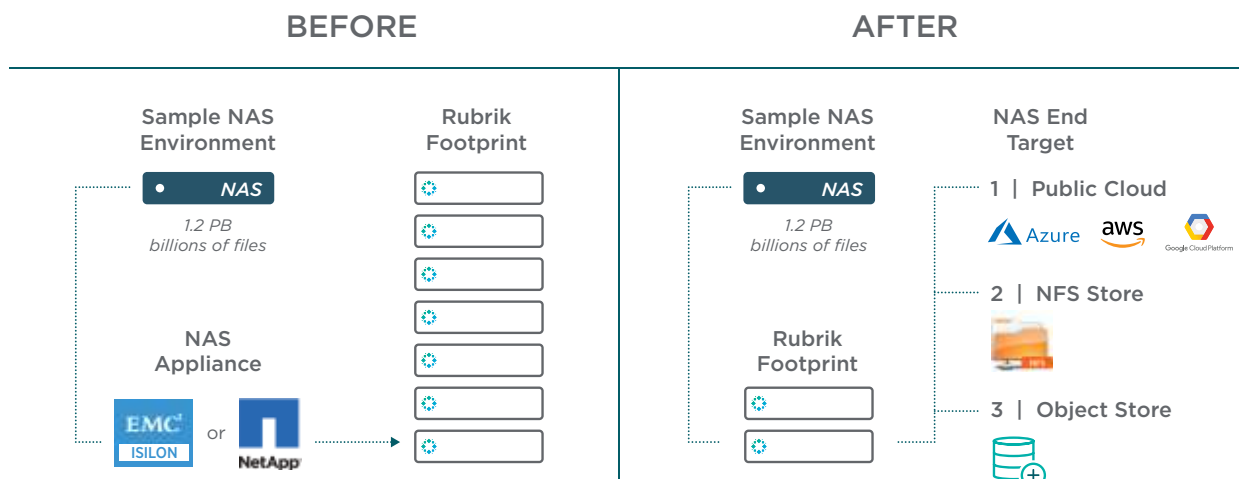 BEFORE
AFTER
Sample NAS
Environment
NAS
1.2 PB
billions of files
NAS
Appliance
EMC²
ISILON
or
NetApp
Rubrik
Footprint
Sample NAS
Environment
NAS
1.2 PB
billions of files
Rubrik
Footprint
NAS End
Target
1 | Public Cloud
Azure
aws
Google Cloud Platform
2 | NFS Store
NFS
3 | Object Store